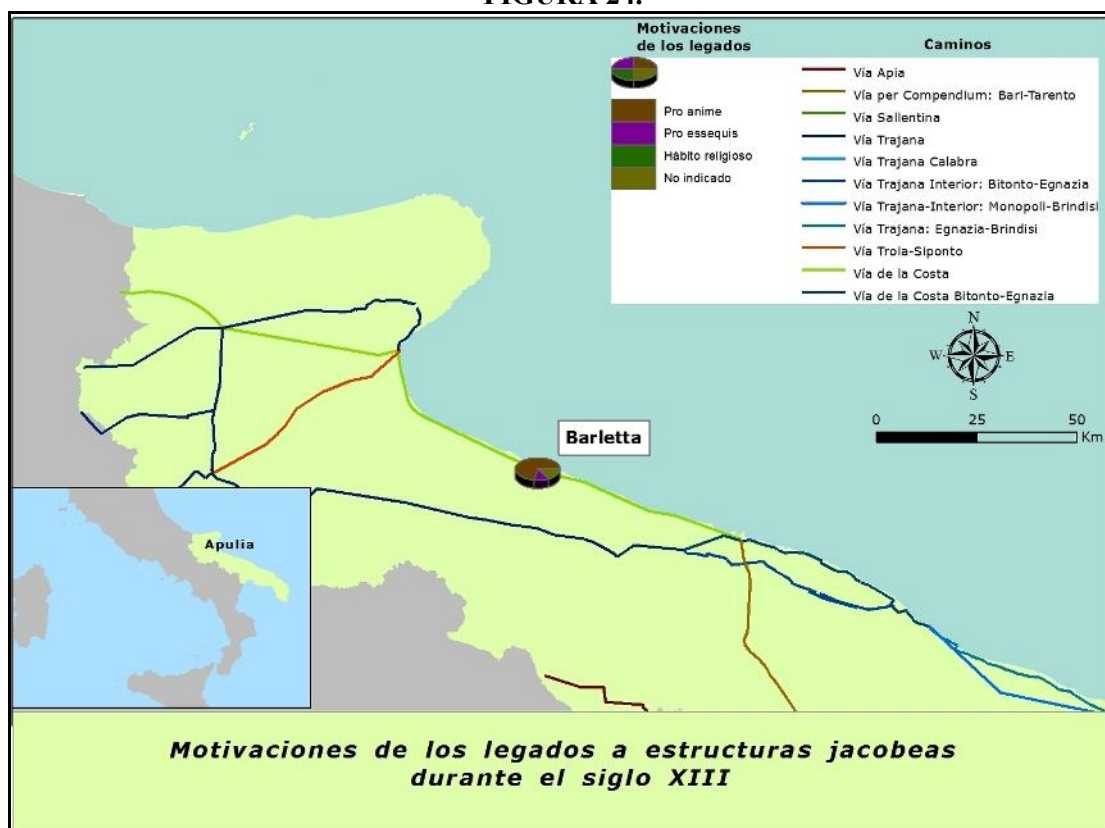 FIGURA 24.
Motivaciones
de los legados
Pro anime
Pro essequis
Hábito religioso
No indicado
Caminos
Vía Apia
Vía per Compendium: Bari-Tarento
Vía Sallentina
Vía Trajana
Vía Trajana Calabra
Vía Trajana Interior: Bitonto-Egnazia
Vía Trajana-Interior: Monopoli-Brindisi
Vía Trajana: Egnazia-Brindisi
Vía Troia-Siponto
Vía de la Costa
Vía de la Costa Bitonto-Egnazia
N
W
E
S
0 25 50
Km
Barletta
Apulia
Motivaciones de los legados a estructuras jacobeas
durante el siglo XIII